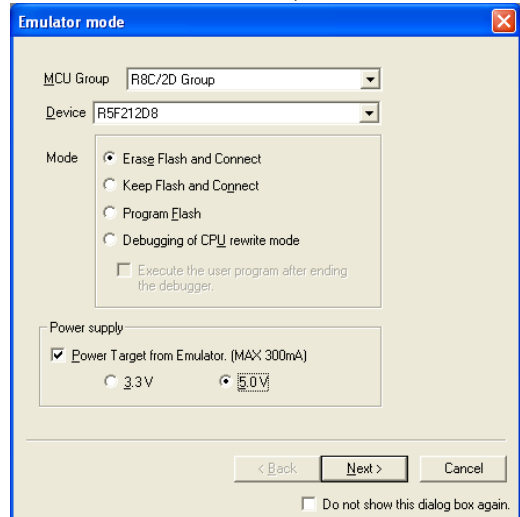 Emulator mode
MCU Group R8C/2D Group
Device R5F212D8
Mode Erase Flash and Connect
Keep Flash and Connect
Program Flash
Debugging of CPU rewrite mode
Execute the user program after ending
the debugger.
Power supply
Power Target from Emulator. (MAX 300mA)
3.3 V 5.0 V
< Back Next > Cancel
Do not show this dialog box again.